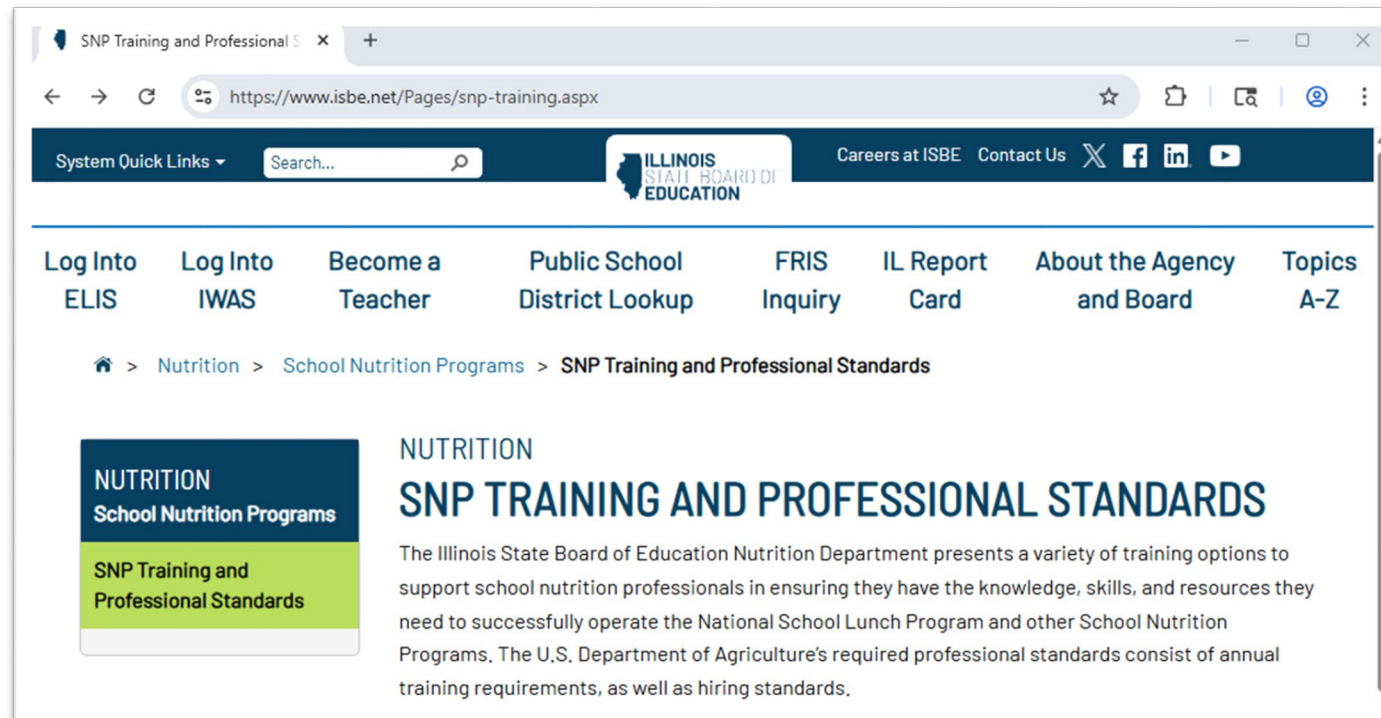 SNP Training and Professional S
https://www.isbe.net/Pages/snp-training.aspx
System Quick Links
Search...
ILLINOIS
STATE BOARD OF
EDUCATION
Careers at ISBE Contact Us
Log Into ELIS
Log Into IWAS
Become a Teacher
Public School District Lookup
FRIS Inquiry
IL Report Card
About the Agency and Board
Topics A-Z
> Nutrition > School Nutrition Programs > SNP Training and Professional Standards
NUTRITION
School Nutrition Programs
SNP Training and
Professional Standards
NUTRITION
SNP TRAINING AND PROFESSIONAL STANDARDS
The Illinois State Board of Education Nutrition Department presents a variety of training options to
support school nutrition professionals in ensuring they have the knowledge, skills, and resources they
need to successfully operate the National School Lunch Program and other School Nutrition
Programs. The U.S. Department of Agriculture's required professional standards consist of annual
training requirements, as well as hiring standards.